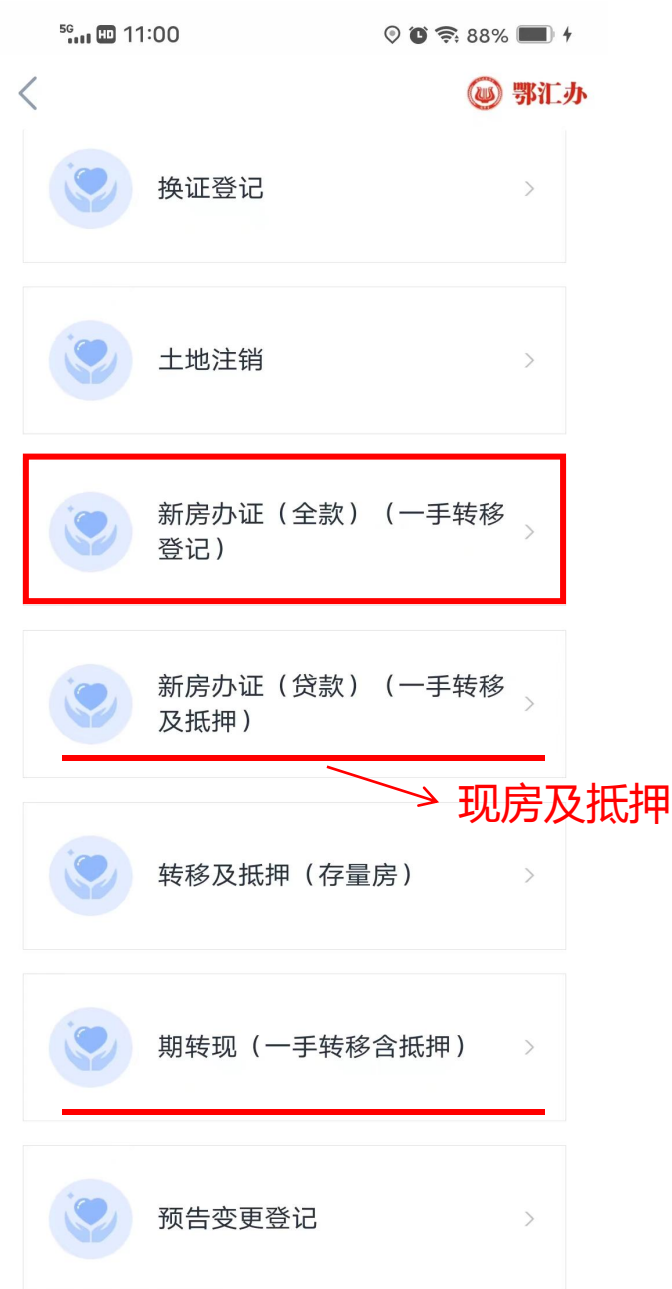 5G HD 11:00 88%
鄂汇办
换证登记
土地注销
新房办证（全款）（一手转移
登记）
新房办证（贷款）（一手转移
及抵押）
现房及抵押
转移及抵押（存量房）
期转现（一手转移含抵押）
预告变更登记